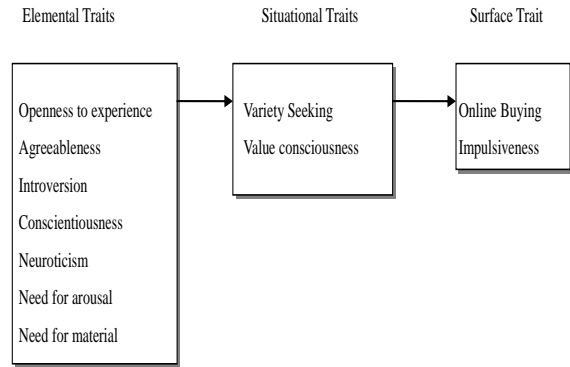 Elemental Traits
Situational Traits
Surface Trait
Openness to experience
Agreeableness
Introversion
Conscientiousness
Neuroticism
Need for arousal
Need for material
Variety Seeking
Value consciousness
Online Buying
Impulsiveness